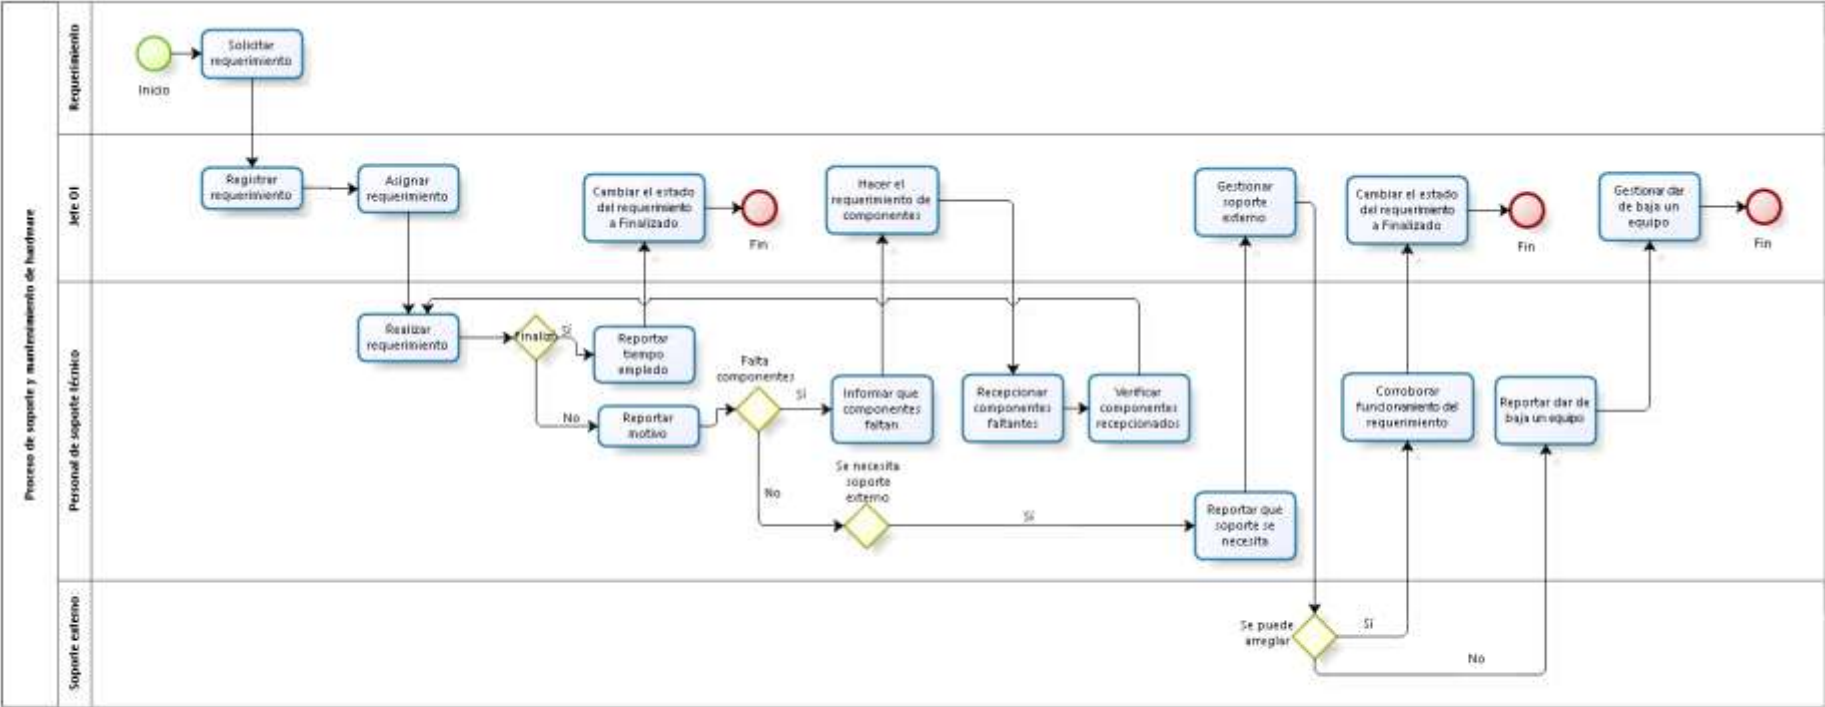 Proceso de soporte y mantenimiento de hardware
Requerimiento
Inicio
Solicitar
requerimiento
Jefe OI
Registrar
requerimiento
Asignar
requerimiento
Cambiar el estado
del requerimiento
a Finalizado
Fin
Hacer el
requerimiento de
componentes
Gestionar
soporte
externo
Cambiar el estado
del requerimiento
a Finalizado
Fin
Gestionar dar
de baja un
equipo
Fin
Personal de soporte técnico
Realizar
requerimiento
Sí
Reportar
tiempo
empledo
No
Reportar
motivo
Falta
componentes
Sí
Informar que
componentes
faltan
Recepcionar
componentes
faltantes
Verificar
componentes
recepcionados
No
Se necesita
soporte
externo
Sí
Reportar que
soporte se
necesita
Corroborar
funcionamiento del
requerimiento
Reportar dar de
baja un equipo
Soporte externo
Se puede
arreglar
Sí
No